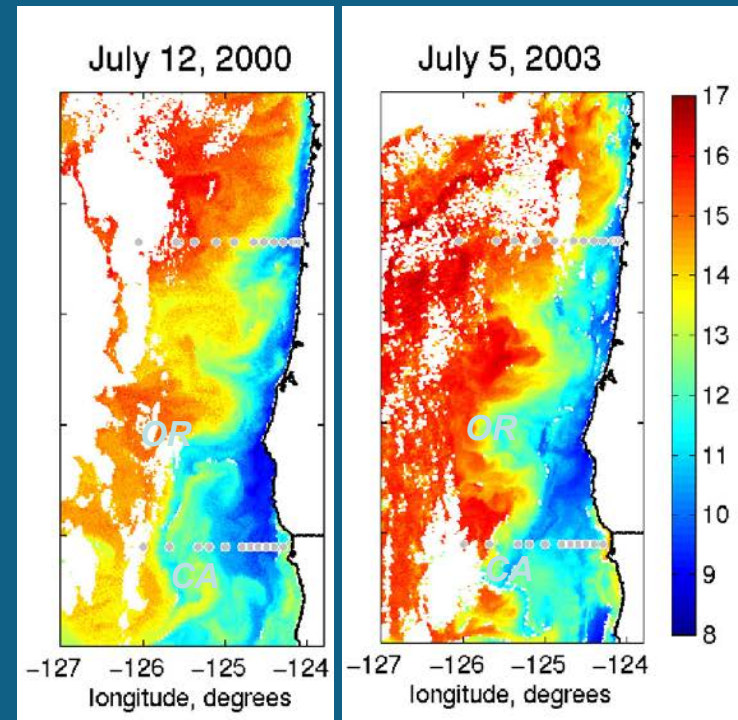 July 12, 2000
July 5, 2003
OR
CA
OR
CA
17
16
15
14
13
12
11
10
9
8
−127 −126 −125 −124
longitude, degrees
−127 −126 −125 −124
longitude, degrees